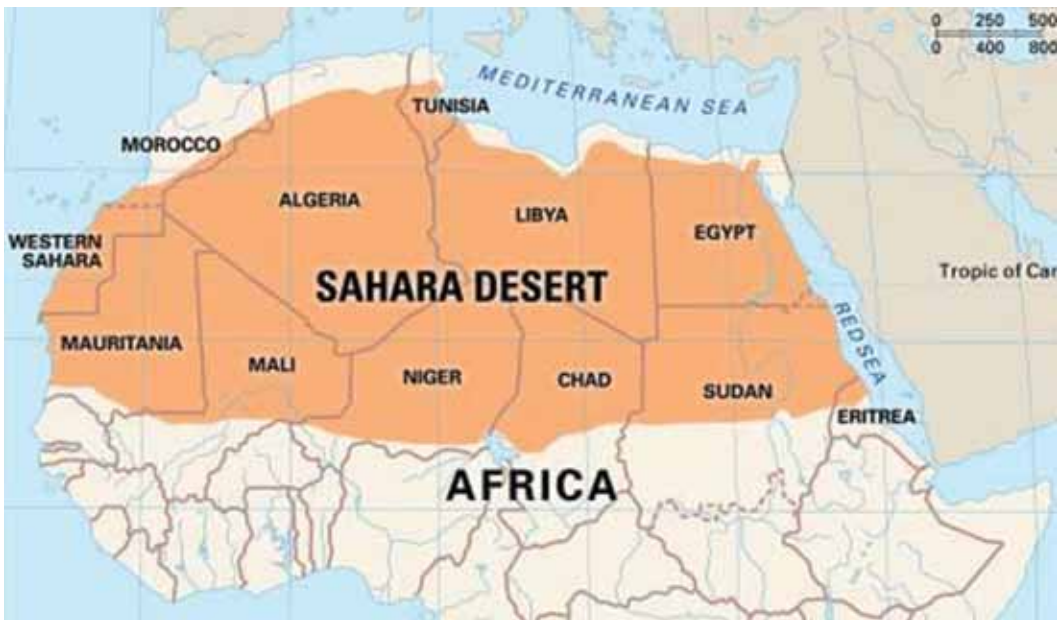 0 250 500
0 400 800
MEDITERRANEAN SEA
TUNISIA
MOROCCO
ALGERIA
LIBYA
EGYPT
WESTERN
SAHARA
SAHARA DESERT
Tropic of Can
RED SEA
MAURITANIA
MALI
NIGER
CHAD
SUDAN
ERITREA
AFRICA